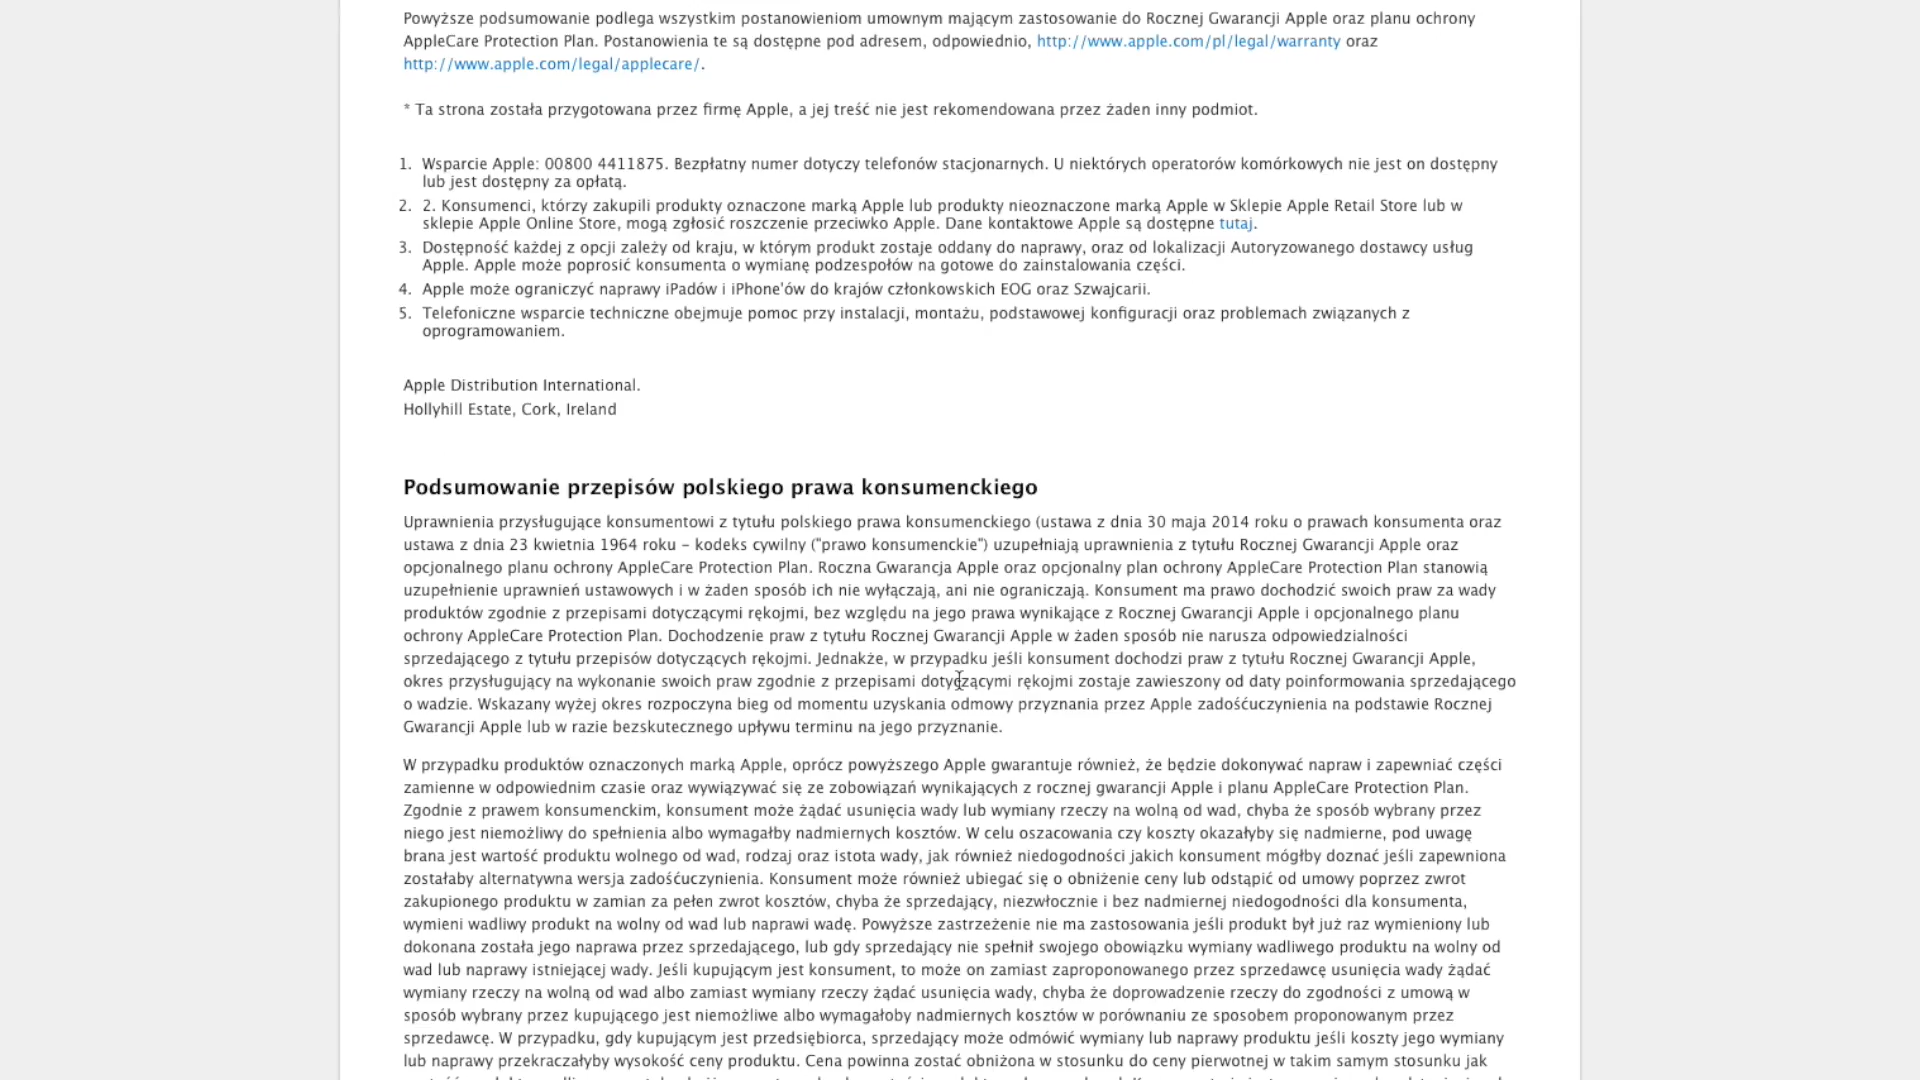 Powyższe podsumowanie podlega wszystkim postanowieniom umownym mającym zastosowanie do Rocznej Gwarancji Apple oraz planu ochrony
AppleCare Protection Plan. Postanowienia te są dostępne pod adresem, odpowiednio, http://www.apple.com/pl/legal/warranty oraz
http://www.apple.com/legal/applecare/.
* Ta strona została przygotowana przez firmę Apple, a jej treść nie jest rekomendowana przez żaden inny podmiot.
1. Wsparcie Apple: 00800 4411875. Bezpłatny numer dotyczy telefonów stacjonarnych. U niektórych operatorów komórkowych nie jest on dostępny
lub jest dostępny za opłatą.
2. 2. Konsumenci, którzy zakupili produkty oznaczone marką Apple lub produkty nieoznaczone marką Apple w Sklepie Apple Retail Store lub w
sklepie Apple Online Store, mogą zgłosić roszczenie przeciwko Apple. Dane kontaktowe Apple są dostępne tutaj.
3. Dostępność każdej z opcji zależy od kraju, w którym produkt zostaje oddany do naprawy, oraz od lokalizacji Autoryzowanego dostawcy usług
Apple. Apple może poprosić konsumenta o wymianę podzespołów na gotowe do zainstalowania części.
4. Apple może ograniczyć naprawy iPadów i iPhone'ów do krajów członkowskich EOG oraz Szwajcarii.
5. Telefoniczne wsparcie techniczne obejmuje pomoc przy instalacji, montażu, podstawowej konfiguracji oraz problemach związanych z
oprogramowaniem.
Apple Distribution International.
Hollyhill Estate, Cork, Ireland
Podsumowanie przepisów polskiego prawa konsumenckiego
Uprawnienia przysługujące konsumentowi z tytułu polskiego prawa konsumenckiego (ustawa z dnia 30 maja 2014 roku o prawach konsumenta oraz
ustawa z dnia 23 kwietnia 1964 roku – kodeks cywilny ("prawo konsumenckie") uzupełniają uprawnienia z tytułu Rocznej Gwarancji Apple oraz
opcjonalnego planu ochrony AppleCare Protection Plan. Roczna Gwarancja Apple oraz opcjonalny plan ochrony AppleCare Protection Plan stanowią
uzupełnienie uprawnień ustawowych i w żaden sposób ich nie wyłączają, ani nie ograniczają. Konsument ma prawo dochodzić swoich praw za wady
produktów zgodnie z przepisami dotyczącymi rękojmi, bez względu na jego prawa wynikające z Rocznej Gwarancji Apple i opcjonalnego planu
ochrony AppleCare Protection Plan. Dochodzenie praw z tytułu Rocznej Gwarancji Apple w żaden sposób nie narusza odpowiedzialności
sprzedającego z tytułu przepisów dotyczących rękojmi. Jednakże, w przypadku jeśli konsument dochodzi praw z tytułu Rocznej Gwarancji Apple,
okres przysługujący na wykonanie swoich praw zgodnie z przepisami dotyczącymi rękojmi zostaje zawieszony od daty poinformowania sprzedającego
o wadzie. Wskazany wyżej okres rozpoczyna bieg od momentu uzyskania odmowy przyznania przez Apple zadośćuczynienia na podstawie Rocznej
Gwarancji Apple lub w razie bezskutecznego upływu terminu na jego przyznanie.
W przypadku produktów oznaczonych marką Apple, oprócz powyższego Apple gwarantuje również, że będzie dokonywać napraw i zapewniać części
zamienne w odpowiednim czasie oraz wywiązywać się ze zobowiązań wynikających z rocznej gwarancji Apple i planu AppleCare Protection Plan.
Zgodnie z prawem konsumenckim, konsument może żądać usunięcia wady lub wymiany rzeczy na wolną od wad, chyba że sposób wybrany przez
niego jest niemożliwy do spełnienia albo wymagałby nadmiernych kosztów. W celu oszacowania czy koszty okazałyby się nadmierne, pod uwagę
brana jest wartość produktu wolnego od wad, rodzaj oraz istota wady, jak również niedogodności jakich konsument mógłby doznać jeśli zapewniona
zostałaby alternatywna wersja zadośćuczynienia. Konsument może również ubiegać się o obniżenie ceny lub odstąpić od umowy poprzez zwrot
zakupionego produktu w zamian za pełen zwrot kosztów, chyba że sprzedający, niezwłocznie i bez nadmiernej niedogodności dla konsumenta,
wymieni wadliwy produkt na wolny od wad lub naprawi wadę. Powyższe zastrzeżenie nie ma zastosowania jeśli produkt był już raz wymieniony lub
dokonana została jego naprawa przez sprzedającego, lub gdy sprzedający nie spełnił swojego obowiązku wymiany wadliwego produktu na wolny od
wad lub naprawy istniejącej wady. Jeśli kupującym jest konsument, to może on zamiast zaproponowanego przez sprzedawcę usunięcia wady żądać
wymiany rzeczy na wolną od wad albo zamiast wymiany rzeczy żądać usunięcia wady, chyba że doprowadzenie rzeczy do zgodności z umową w
sposób wybrany przez kupującego jest niemożliwe albo wymagałoby nadmiernych kosztów w porównaniu ze sposobem proponowanym przez
sprzedawcę. W przypadku, gdy kupującym jest przedsiębiorca, sprzedający może odmówić wymiany lub naprawy produktu jeśli koszty jego wymiany
lub naprawy przekraczałyby wysokość ceny produktu. Cena powinna zostać obniżona w stosunku do ceny pierwotnej w takim samym stosunku jak